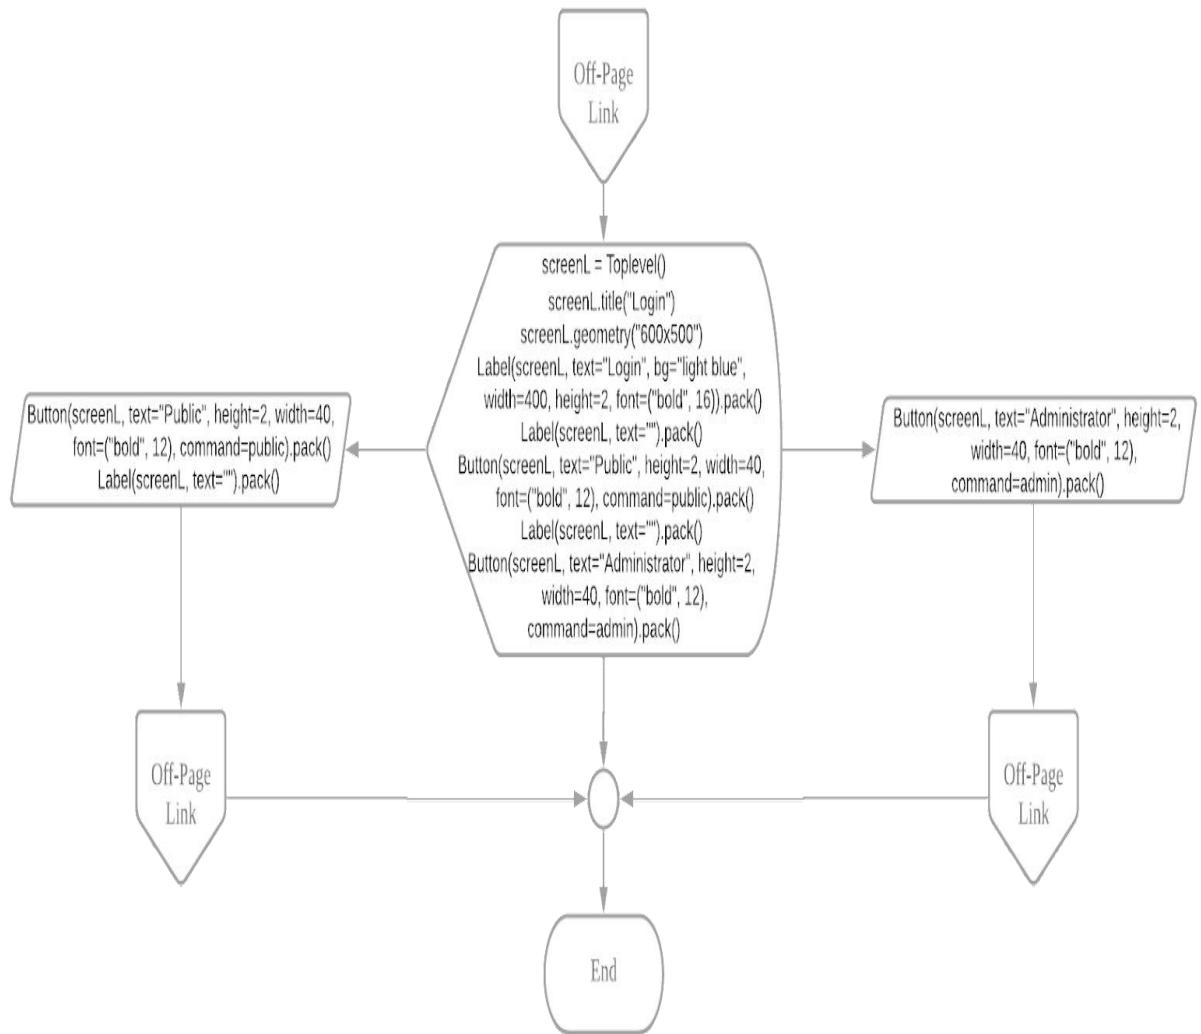 Off-Page
Link
screenL = Toplevel()
screenL.title("Login")
screenL.geometry("600x500")
Label(screenL, text="Login", bg="light blue",
width=400, height=2, font=("bold", 16)).pack()
Label(screenL, text="").pack()
Button(screenL, text="Public", height=2, width=40,
font=("bold", 12), command=public).pack()
Label(screenL, text="").pack()
Button(screenL, text="Administrator", height=2,
width=40, font=("bold", 12),
command=admin).pack()
Button(screenL, text="Public", height=2, width=40,
font=("bold", 12), command=public).pack()
Label(screenL, text="").pack()
Button(screenL, text="Administrator", height=2,
width=40, font=("bold", 12),
command=admin).pack()
Off-Page
Link
Off-Page
Link
End